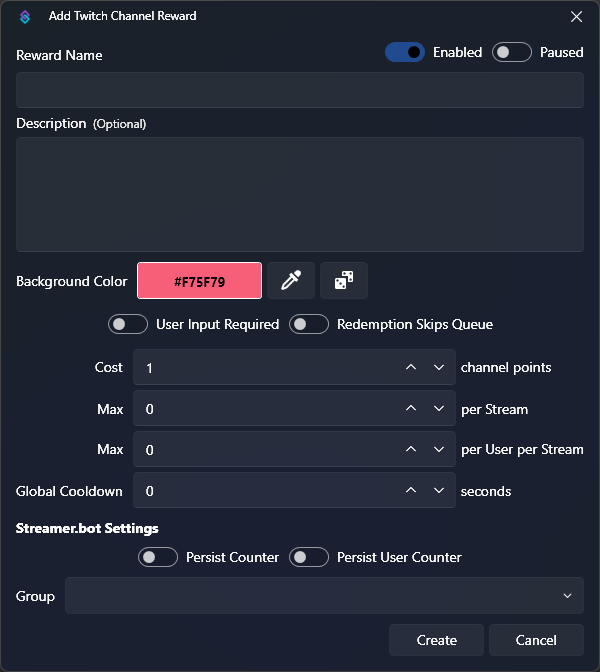 Add Twitch Channel Reward
Reward Name Enabled Paused
Description (Optional)
Background Color #F75F79
User Input Required Redemption Skips Queue
Cost 1 channel points
Max 0 per Stream
Max 0 per User per Stream
Global Cooldown 0 seconds
Streamer.bot Settings
Persist Counter Persist User Counter
Group
Create Cancel